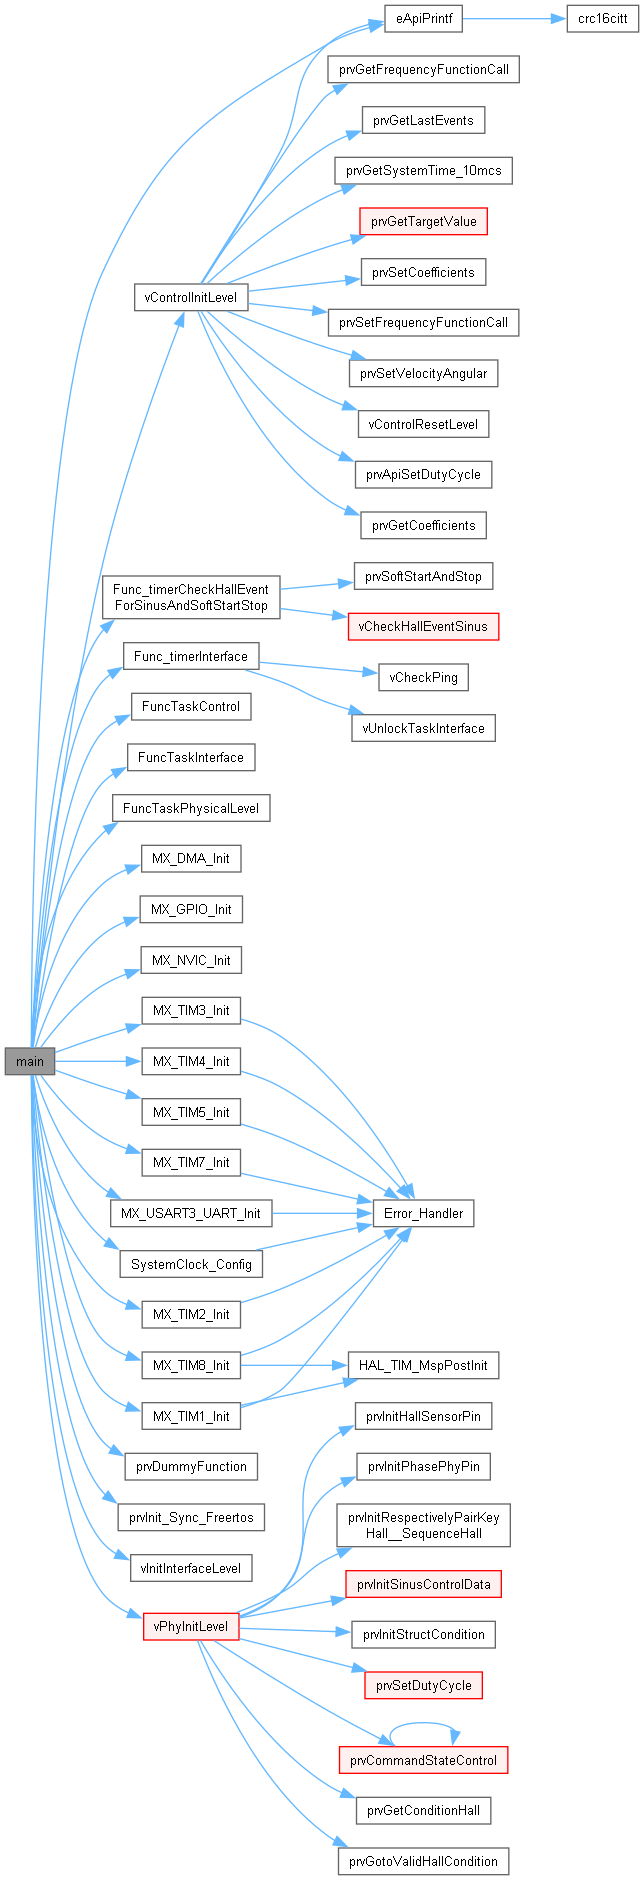 eApiPrintf
crc16citt
prvGetFrequencyFunctionCall
prvGetLastEvents
prvGetSystemTime_10mcs
prvGetTargetValue
prvSetCoefficients
vControlInitLevel
prvSetFrequencyFunctionCall
prvSetVelocityAngular
vControlResetLevel
prvApiSetDutyCycle
prvGetCoefficients
Func_timerCheckHallEvent
ForSinusAndSoftStartStop
prvSoftStartAndStop
vCheckHallEventSinus
Func_timerInterface
vCheckPing
vUnlockTaskInterface
FuncTaskControl
FuncTaskInterface
FuncTaskPhysicalLevel
MX_DMA_Init
MX_GPIO_Init
MX_NVIC_Init
MX_TIM3_Init
main
MX_TIM4_Init
MX_TIM5_Init
MX_TIM7_Init
MX_USART3_UART_Init
Error_Handler
SystemClock_Config
MX_TIM2_Init
MX_TIM8_Init
HAL_TIM_MspPostInit
MX_TIM1_Init
prvInitHallSensorPin
prvDummyFunction
prvInitPhasePhyPin
prvInit_Sync_Freertos
prvInitRespectivelyPairKey
Hall__SequenceHall
vInitInterfaceLevel
prvInitSinusControlData
vPhyInitLevel
prvInitStructCondition
prvSetDutyCycle
prvCommandStateControl
prvGetConditionHall
prvGotoValidHallCondition